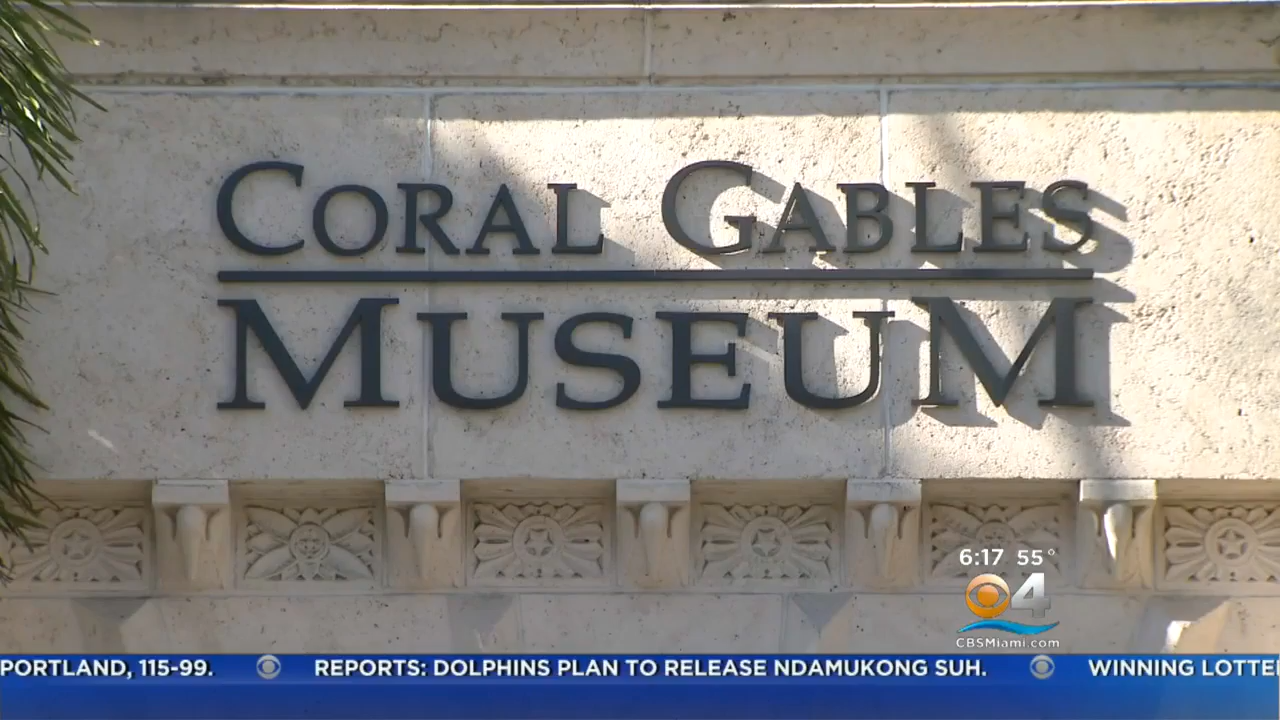 CORAL GABLES
MUSEUM
6:17 55°
4
CBSMiami.com
PORTLAND, 115-99. REPORTS: DOLPHINS PLAN TO RELEASE NDAMUKONG SUH. WINNING